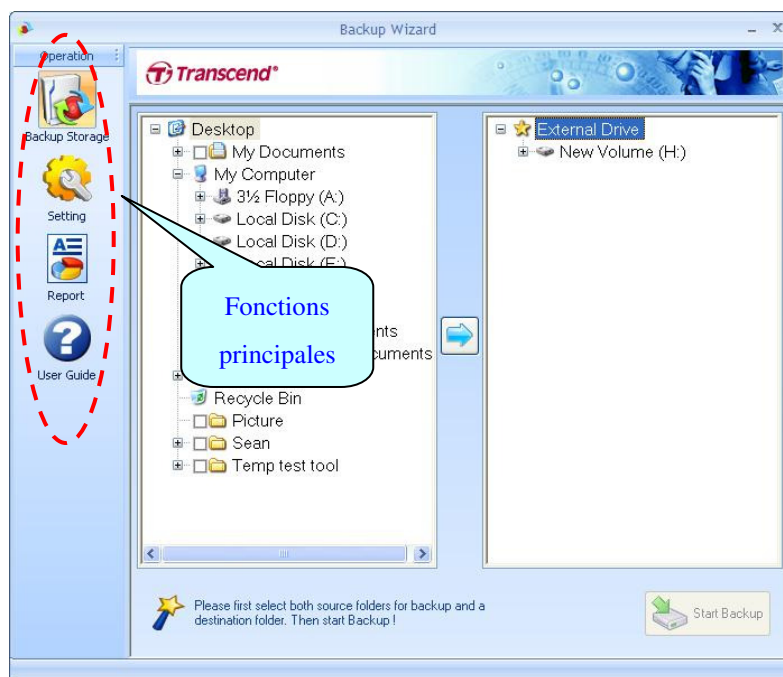 Backup Wizard
Operation
Backup Storage
Setting
Report
User Guide
Transcend®
Desktop
My Documents
My Computer
3½ Floppy (A:)
Local Disk (C:)
Local Disk (D:)
Local Disk (E:)
Fonctions
principales
Recycle Bin
Picture
Sean
Temp test tool
External Drive
New Volume (H:)
Please first select both source folders for backup and a
destination folder. Then start Backup !
Start Backup